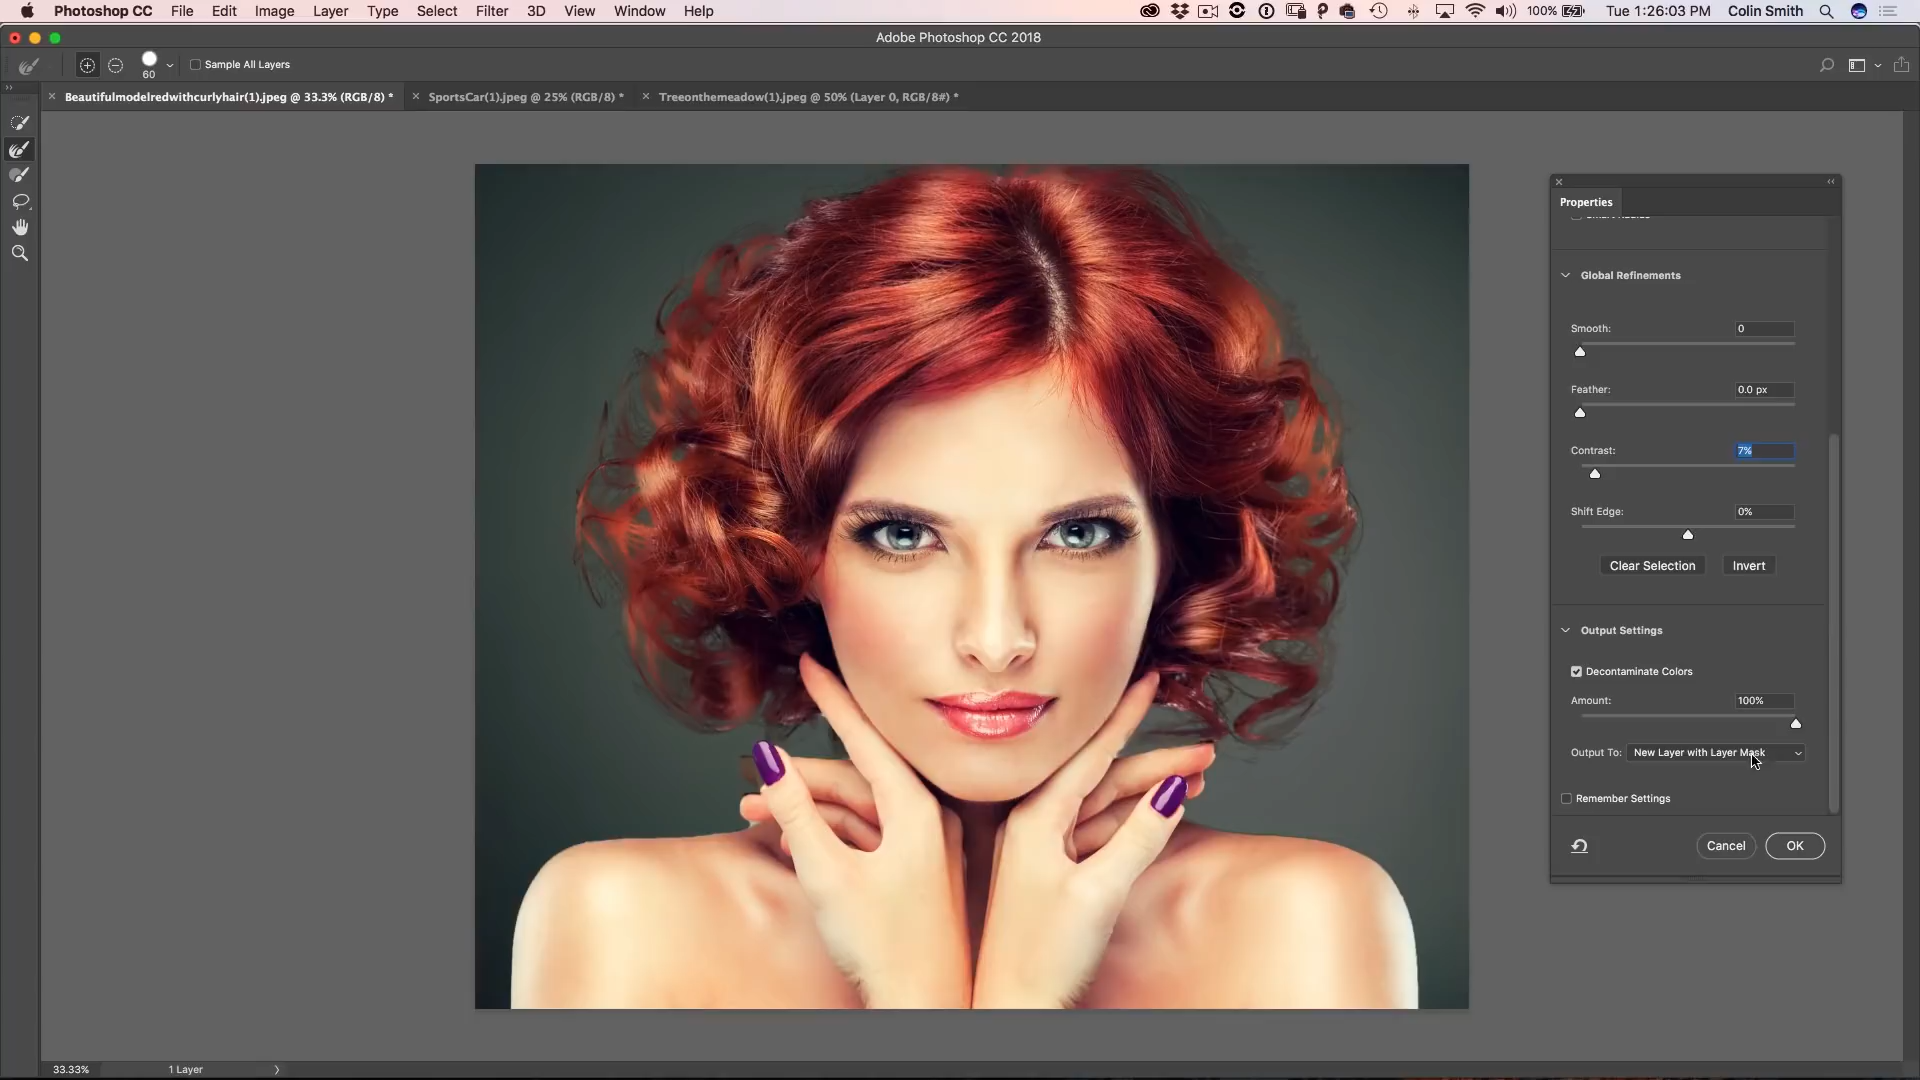 Photoshop CC File Edit Image Layer Type Select Filter 3D View Window Help 100% Tue 1:26:03 PM Colin Smith
Adobe Photoshop CC 2018
60 Sample All Layers
Beautifulmodelredwithcurlyhair(1).jpeg @ 33.3% (RGB/8) * SportsCar(1).jpeg @ 25% (RGB/8) * Treeonthemeadow(1).jpeg @ 50% (Layer 0, RGB/8#) *
Properties
Global Refinements
Smooth: 0
Feather: 0.0 px
Contrast: 7%
Shift Edge: 0%
Clear Selection Invert
Output Settings
Decontaminate Colors
Amount: 100%
Output To: New Layer with Layer Mask
Remember Settings
Cancel OK
33.33% 1 Layer